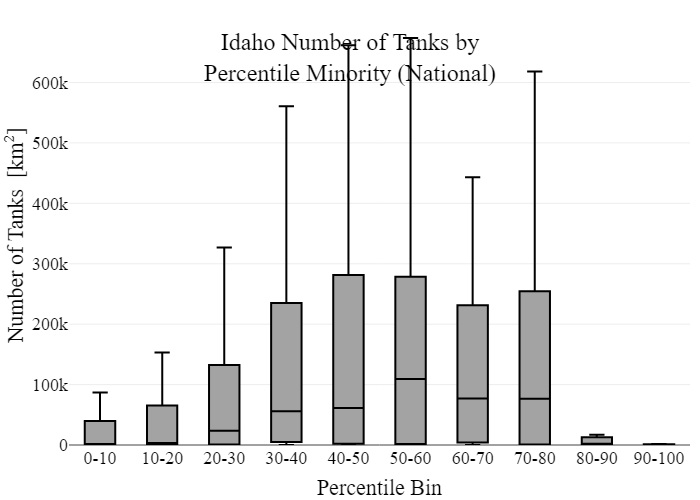 Idaho Number of Tanks by
Percentile Minority (National)
Number of Tanks [km²]
600k
500k
400k
300k
200k
100k
0
0-10 10-20 20-30 30-40 40-50 50-60 60-70 70-80 80-90 90-100
Percentile Bin